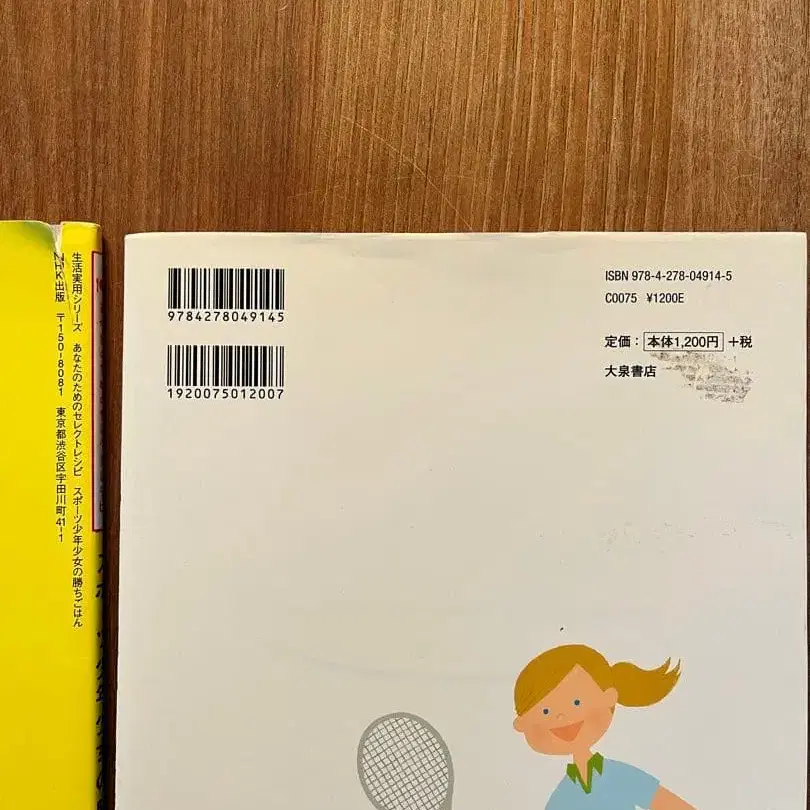 生活実用シリーズ　あなたのためのセレクトレシピ　スポーツ少年少女の勝ちごはん
NHK出版　〒150-8081　東京都渋谷区宇田川町41-1
9784278049145
1920075012007
ISBN 978-4-278-04914-5
C0075 ¥1200E
定価：本体1,200円+税
大泉書店